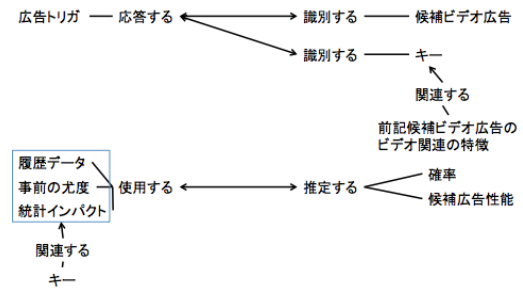 広告トリガ 応答する 識別する 候補ビデオ広告
識別する キー
関連する
前記候補ビデオ広告の
ビデオ関連の特徴
履歴データ
事前の尤度 使用する 推定する
統計インパクト
確率
候補広告性能
関連する
キー